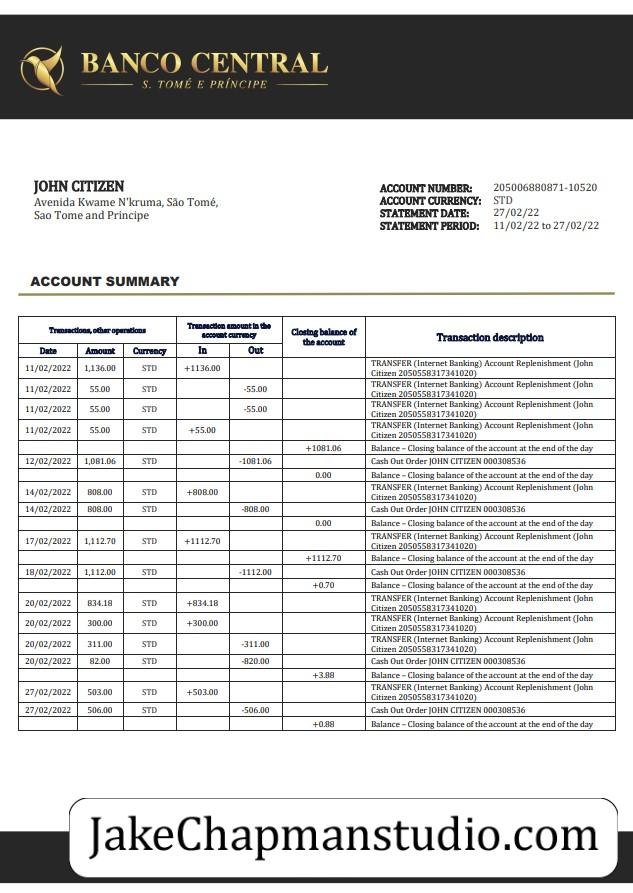 BANCO CENTRAL
S. TOMÉ E PRÍNCIPE
JOHN CITIZEN
Avenida Kwame N'kruma, São Tomé,
Sao Tome and Principe
ACCOUNT NUMBER: 205006880871-10520
ACCOUNT CURRENCY: STD
STATEMENT DATE: 27/02/22
STATEMENT PERIOD: 11/02/22 to 27/02/22
ACCOUNT SUMMARY
Transactions, other operations
Transaction amount in the
account currency
Closing balance of
the account
Transaction description
Date Amount Currency In Out
11/02/2022 1,136.00 STD +1136.00 TRANSFER (Internet Banking) Account Replenishment (John
Citizen 2050558317341020)
11/02/2022 55.00 STD -55.00 TRANSFER (Internet Banking) Account Replenishment (John
Citizen 2050558317341020)
11/02/2022 55.00 STD -55.00 TRANSFER (Internet Banking) Account Replenishment (John
Citizen 2050558317341020)
11/02/2022 55.00 STD +55.00 TRANSFER (Internet Banking) Account Replenishment (John
Citizen 2050558317341020)
+1081.06 Balance – Closing balance of the account at the end of the day
12/02/2022 1,081.06 STD -1081.06 Cash Out Order JOHN CITIZEN 000308536
0.00 Balance – Closing balance of the account at the end of the day
14/02/2022 808.00 STD +808.00 TRANSFER (Internet Banking) Account Replenishment (John
Citizen 2050558317341020)
14/02/2022 808.00 STD -808.00 Cash Out Order JOHN CITIZEN 000308536
0.00 Balance – Closing balance of the account at the end of the day
17/02/2022 1,112.70 STD +1112.70 TRANSFER (Internet Banking) Account Replenishment (John
Citizen 2050558317341020)
+1112.70 Balance – Closing balance of the account at the end of the day
18/02/2022 1,112.00 STD -1112.00 Cash Out Order JOHN CITIZEN 000308536
+0.70 Balance – Closing balance of the account at the end of the day
20/02/2022 834.18 STD +834.18 TRANSFER (Internet Banking) Account Replenishment (John
Citizen 2050558317341020)
20/02/2022 300.00 STD +300.00 TRANSFER (Internet Banking) Account Replenishment (John
Citizen 2050558317341020)
20/02/2022 311.00 STD -311.00 TRANSFER (Internet Banking) Account Replenishment (John
Citizen 2050558317341020)
20/02/2022 82.00 STD -820.00 Cash Out Order JOHN CITIZEN 000308536
+3.88 Balance – Closing balance of the account at the end of the day
27/02/2022 503.00 STD +503.00 TRANSFER (Internet Banking) Account Replenishment (John
Citizen 2050558317341020)
27/02/2022 506.00 STD -506.00 Cash Out Order JOHN CITIZEN 000308536
+0.88 Balance – Closing balance of the account at the end of the day
JakeChapmanstudio.com